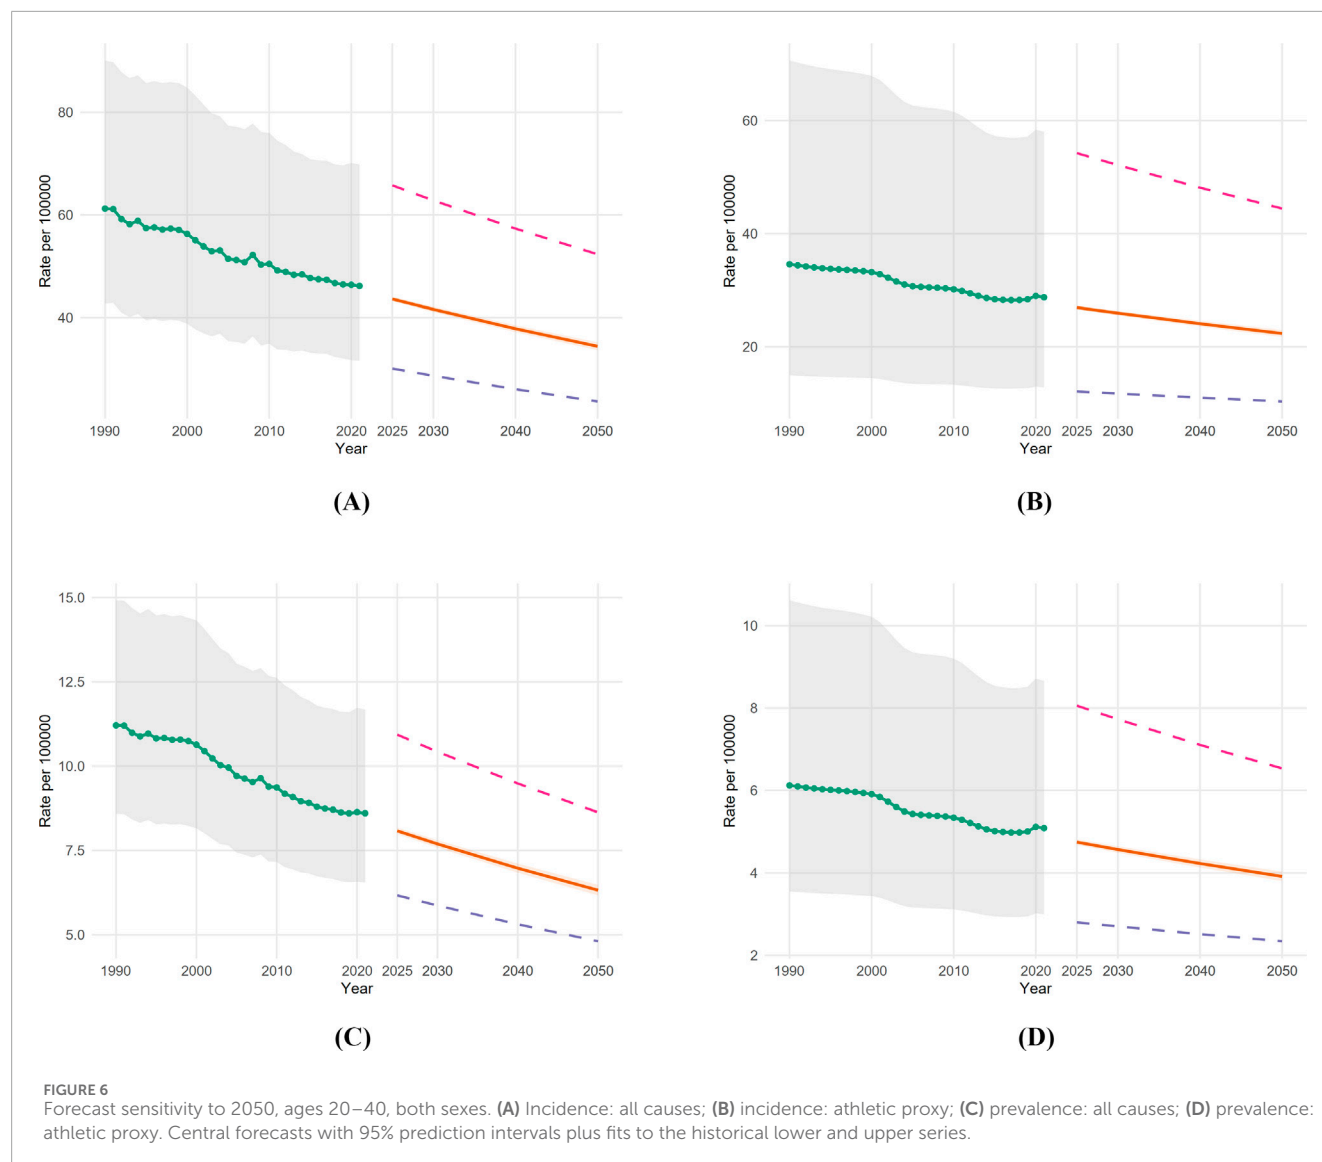 Rate per 100000
80
60
40
1990 2000 2010 2020 2025 2030 2040 2050
Year
(A)
Rate per 100000
60
40
20
1990 2000 2010 2020 2025 2030 2040 2050
Year
(B)
Rate per 100000
15.0
12.5
10.0
7.5
5.0
1990 2000 2010 2020 2025 2030 2040 2050
Year
(C)
Rate per 100000
10
8
6
4
2
1990 2000 2010 2020 2025 2030 2040 2050
Year
(D)
FIGURE 6
Forecast sensitivity to 2050, ages 20–40, both sexes. (A) Incidence: all causes; (B) incidence: athletic proxy; (C) prevalence: all causes; (D) prevalence:
athletic proxy. Central forecasts with 95% prediction intervals plus fits to the historical lower and upper series.